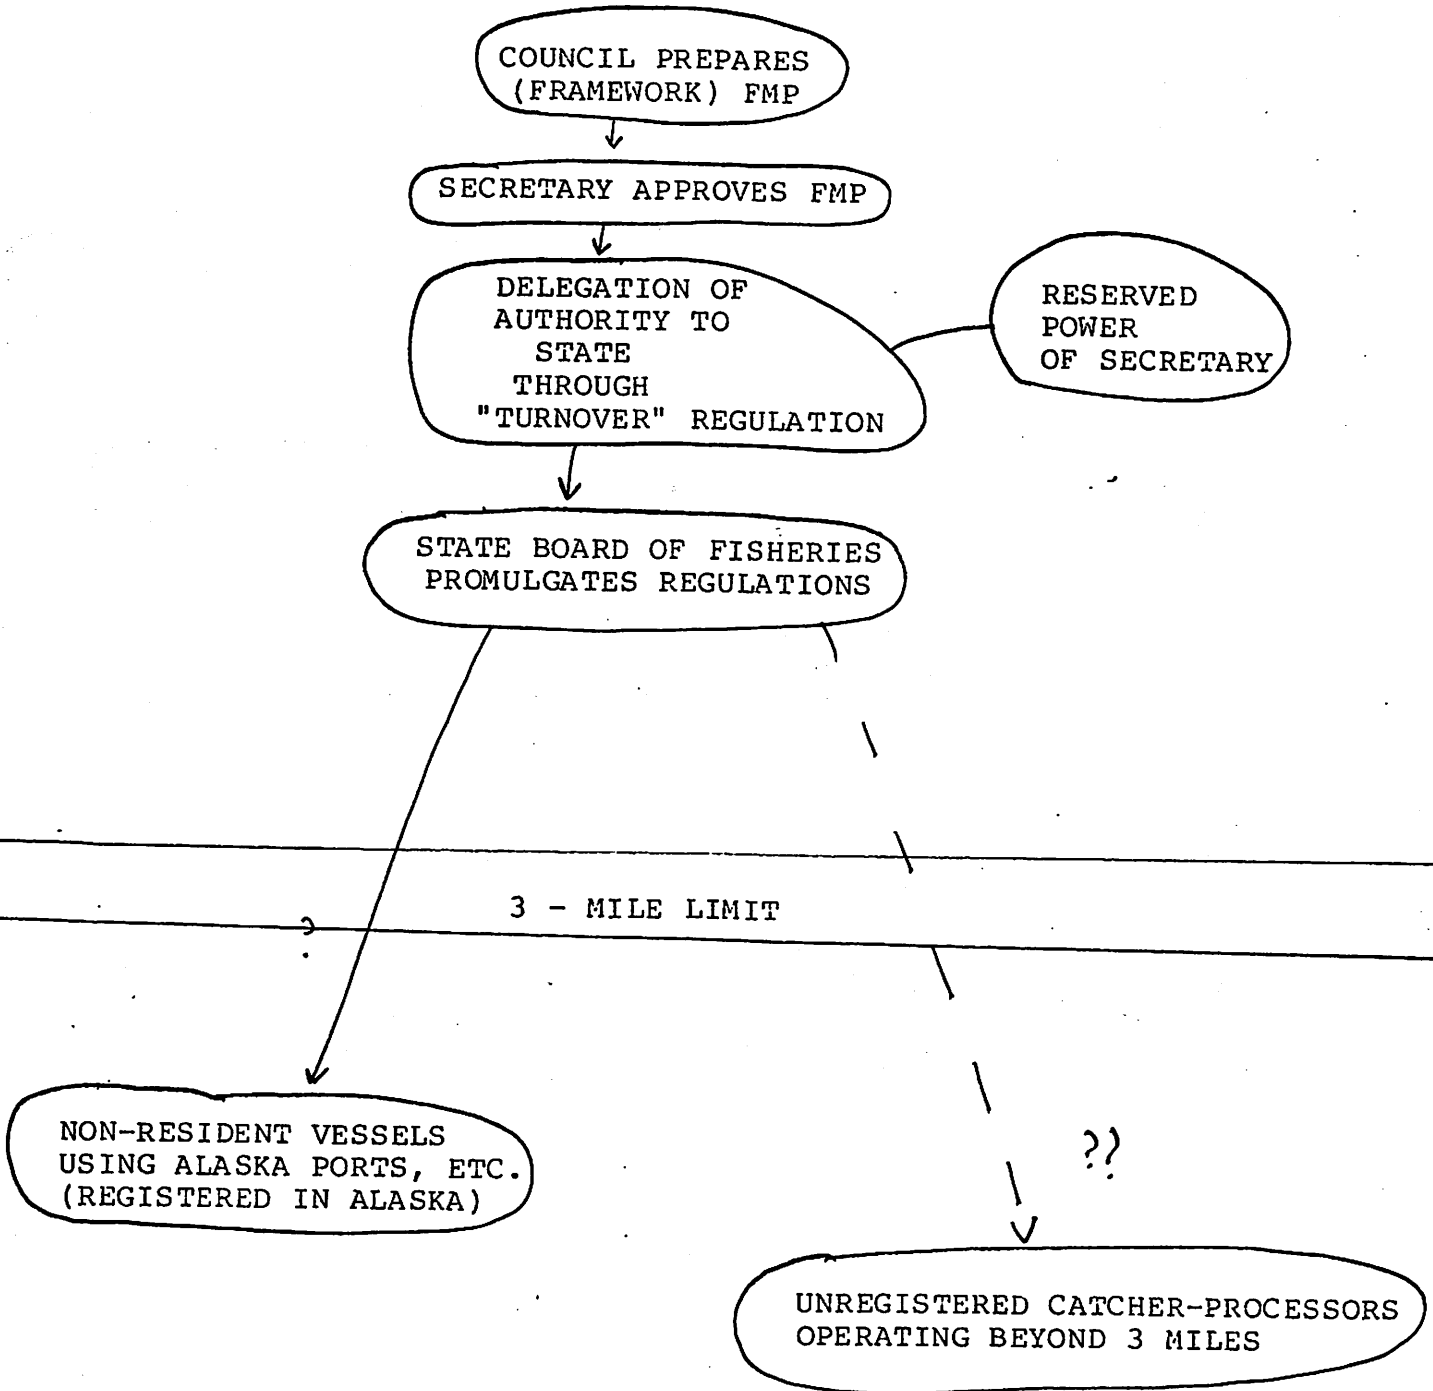 COUNCIL PREPARES
(FRAMEWORK) FMP
SECRETARY APPROVES FMP
DELEGATION OF
AUTHORITY TO
STATE
THROUGH
"TURNOVER" REGULATION
RESERVED
POWER
OF SECRETARY
STATE BOARD OF FISHERIES
PROMULGATES REGULATIONS
3 - MILE LIMIT
?
NON-RESIDENT VESSELS
USING ALASKA PORTS, ETC.
(REGISTERED IN ALASKA)
??
UNREGISTERED CATCHER-PROCESSORS
OPERATING BEYOND 3 MILES